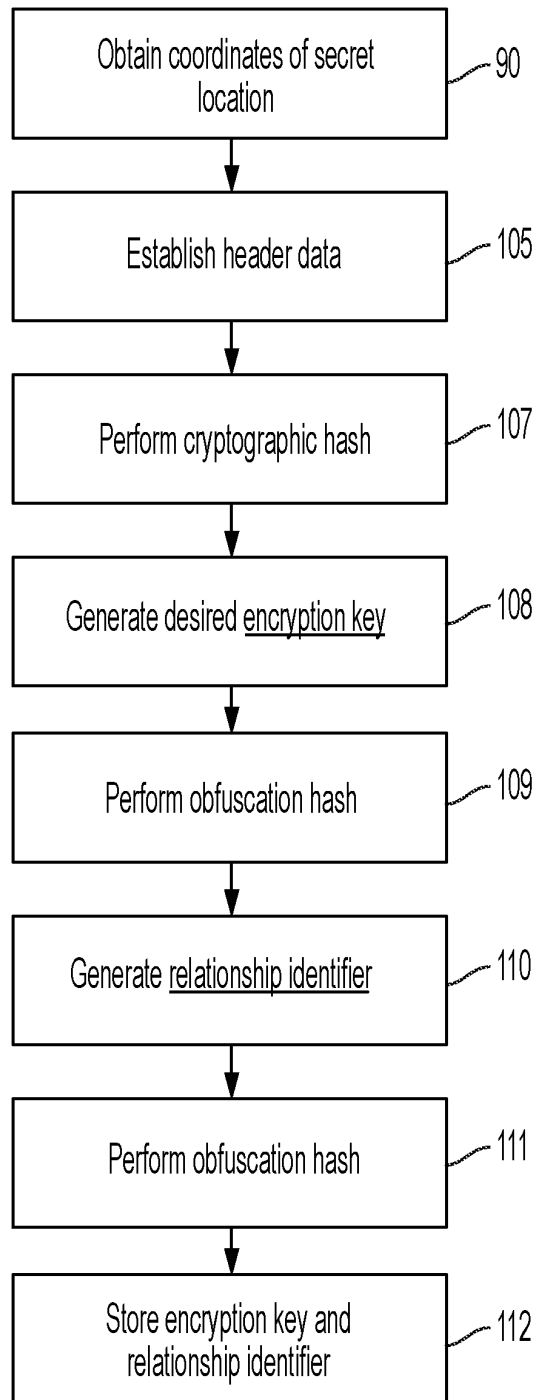 Obtain coordinates of secret
location
90
Establish header data
105
Perform cryptographic hash
107
Generate desired encryption key
108
Perform obfuscation hash
109
Generate relationship identifier
110
Perform obfuscation hash
111
Store encryption key and
relationship identifier
112